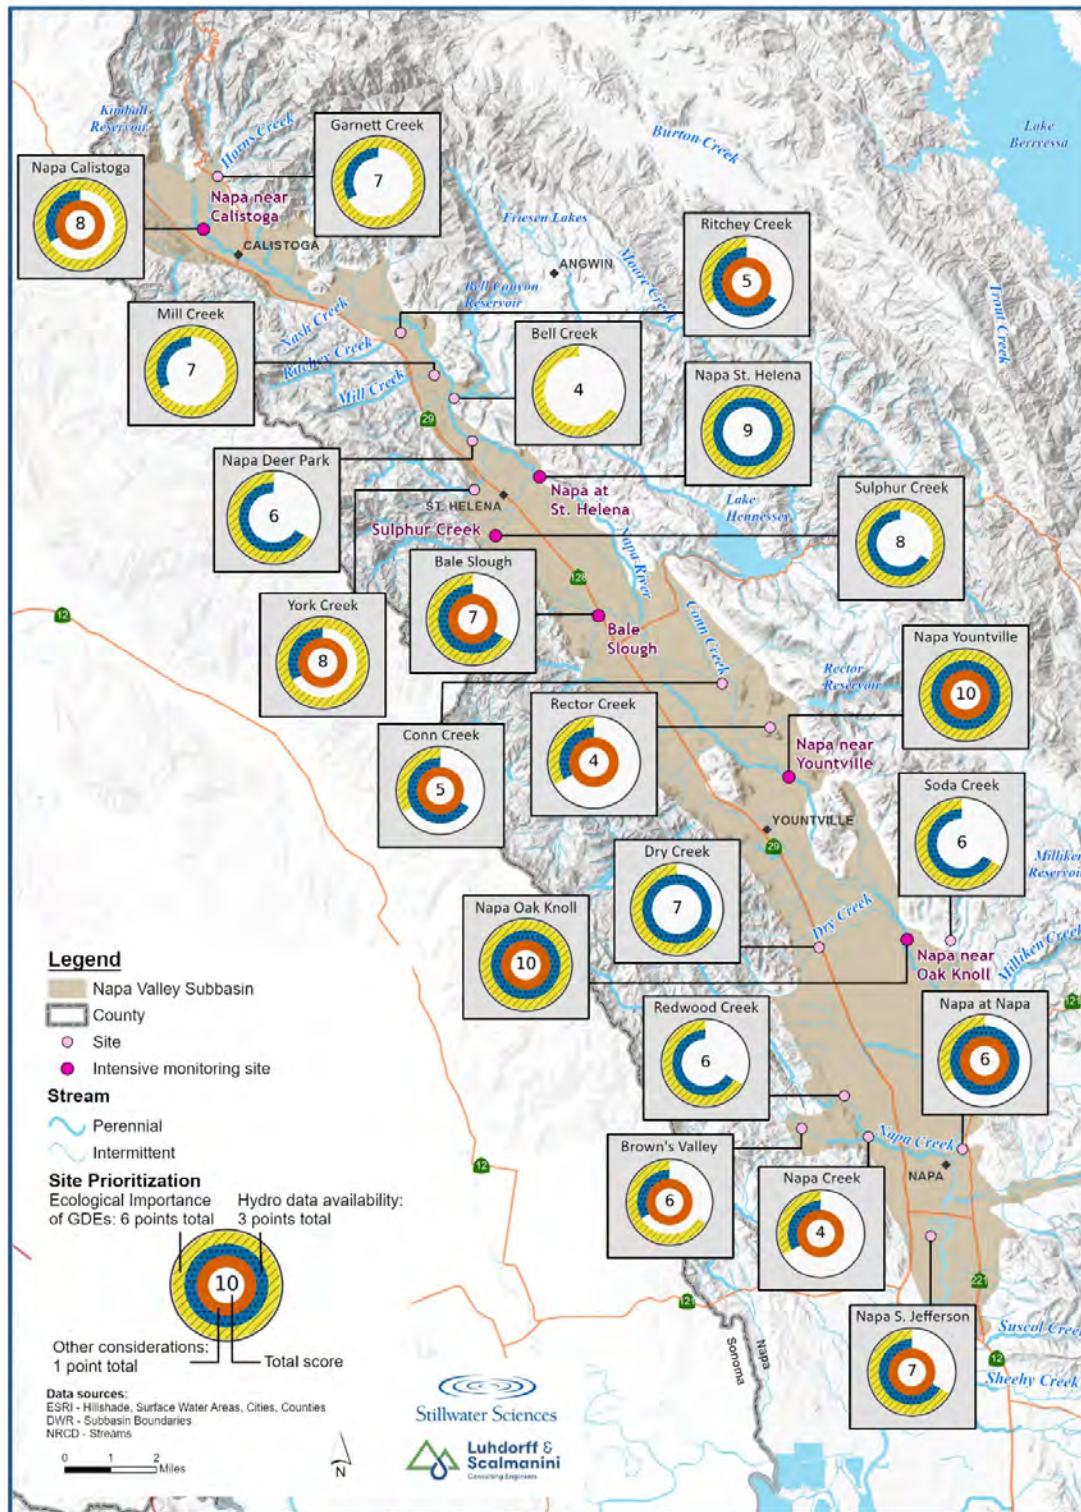 Kimball
Reservoir
Horns Creek
Garnett Creek
7
Burton Creek
Lake
Berryessa
Napa Calistoga
8
Napa near
Calistoga
CALISTOGA
Friesen Lakes
ANGWIN
Moore Creek
Ritchey Creek
5
Trout Creek
Bell Canyon
Reservoir
Mill Creek
7
Nash Creek
Ritchey Creek
Mill Creek
Bell Creek
4
29
Napa St. Helena
9
Napa Deer Park
6
ST. HELENA
Napa at
St. Helena
Sulphur Creek
Lake
Hennessey
Sulphur Creek
8
Napa River
Bale Slough
7
128
Bale
Slough
12
York Creek
8
Conn Creek
Rector
Reservoir
Napa Yountville
10
Rector Creek
4
Conn Creek
5
Napa near
Yountville
YOUNTVILLE
29
Soda Creek
6
Milliken
Reservoir
Dry Creek
7
Dry Creek
Napa Oak Knoll
10
Napa near
Oak Knoll
Milliken Creek
121
Napa at Napa
6
Redwood Creek
6
Napa Creek
NAPA
Brown's Valley
6
Napa Creek
4
12
121
221
Napa S. Jefferson
7
Suscol Creek
12
Sheehy Creek
Sonoma
Napa
Legend
Napa Valley Subbasin
County
Site
Intensive monitoring site
Stream
Perennial
Intermittent
Site Prioritization
Ecological Importance
of GDEs: 6 points total
Hydro data availability:
3 points total
10
Other considerations:
1 point total
Total score
Data sources:
ESRI - Hillshade, Surface Water Areas, Cities, Counties
DWR - Subbasin Boundaries
NRCD - Streams
0 1 2
Miles
N
Stillwater Sciences
Luhdorff &
Scalmanini
Consulting Engineers